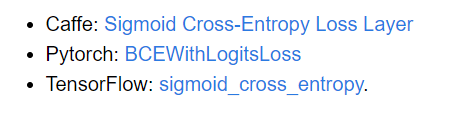 • Caffe: Sigmoid Cross-Entropy Loss Layer
• Pytorch: BCEWithLogitsLoss
• TensorFlow: sigmoid_cross_entropy.